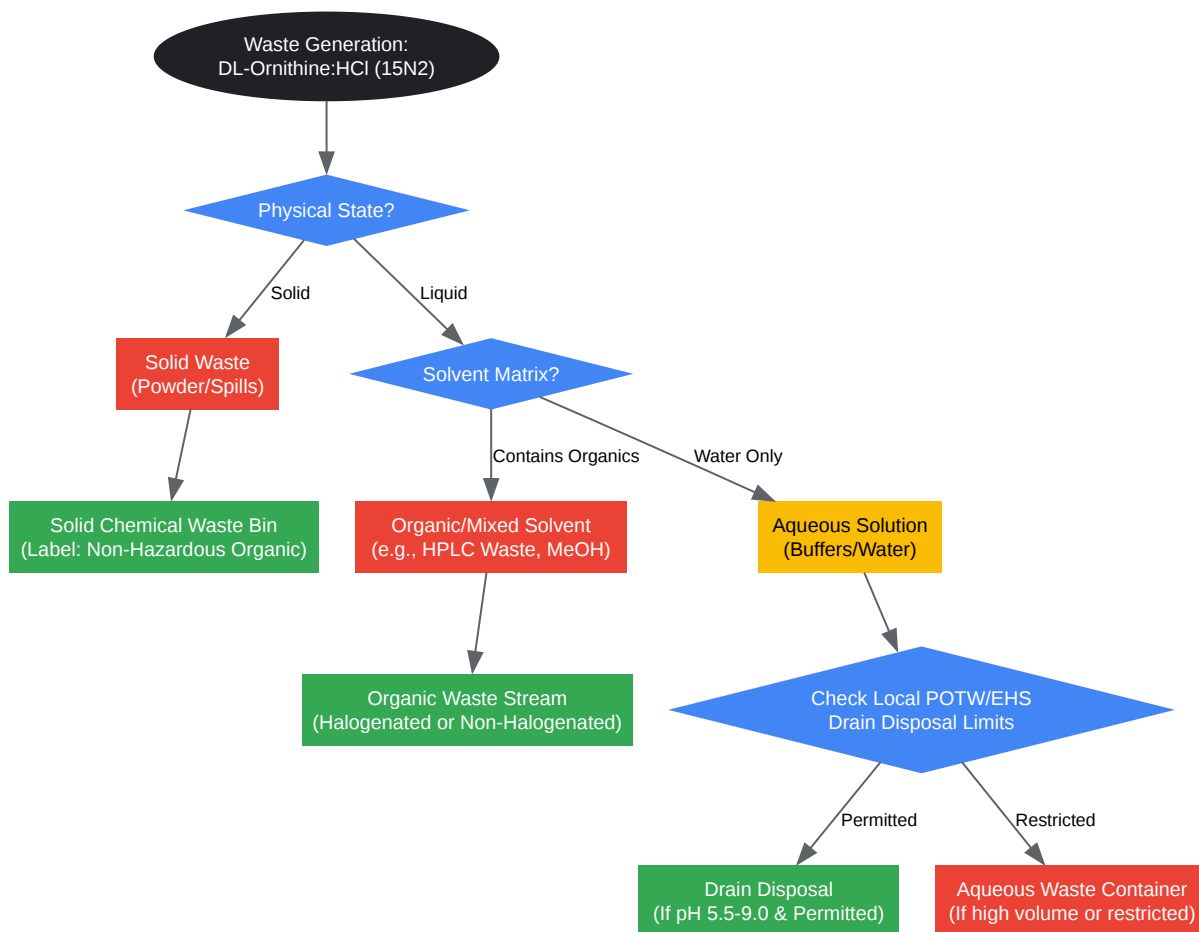 Waste Generation:
DL-Ornithine:HCl (15N2)
Physical State?
Solid
Liquid
Solid Waste
(Powder/Spills)
Solvent Matrix?
Contains Organics
Water Only
Solid Chemical Waste Bin
(Label: Non-Hazardous Organic)
Organic/Mixed Solvent
(e.g., HPLC Waste, MeOH)
Aqueous Solution
(Buffers/Water)
Organic Waste Stream
(Halogenated or Non-Halogenated)
Check Local POTW/EHS
Drain Disposal Limits
Permitted
Restricted
Drain Disposal
(If pH 5.5-9.0 & Permitted)
Aqueous Waste Container
(If high volume or restricted)